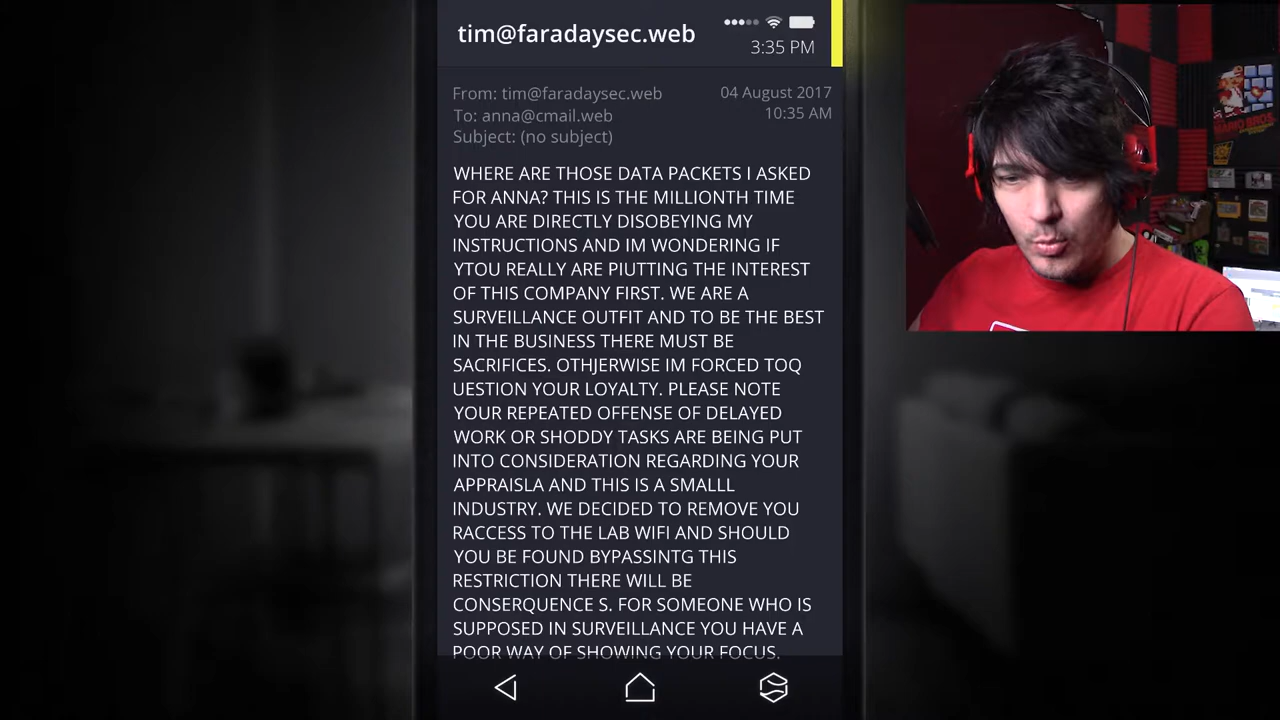 tim@faradaysec.web
3:35 PM
From: tim@faradaysec.web
04 August 2017
To: anna@cmail.web
10:35 AM
Subject: (no subject)
WHERE ARE THOSE DATA PACKETS I ASKED
FOR ANNA? THIS IS THE MILLIONTH TIME
YOU ARE DIRECTLY DISOBEYING MY
INSTRUCTIONS AND IM WONDERING IF
YTOU REALLY ARE PIUTTING THE INTEREST
OF THIS COMPANY FIRST. WE ARE A
SURVEILLANCE OUTFIT AND TO BE THE BEST
IN THE BUSINESS THERE MUST BE
SACRIFICES. OTHJERWISE IM FORCED TOQ
UESTION YOUR LOYALTY. PLEASE NOTE
YOUR REPEATED OFFENSE OF DELAYED
WORK OR SHODDY TASKS ARE BEING PUT
INTO CONSIDERATION REGARDING YOUR
APPRAISLA AND THIS IS A SMALLL
INDUSTRY. WE DECIDED TO REMOVE YOU
RACCESS TO THE LAB WIFI AND SHOULD
YOU BE FOUND BYPASSINTG THIS
RESTRICTION THERE WILL BE
CONSERQUENCE S. FOR SOMEONE WHO IS
SUPPOSED IN SURVEILLANCE YOU HAVE A
POOR WAY OF SHOWING YOUR FOCUS.
MARIO BROS.